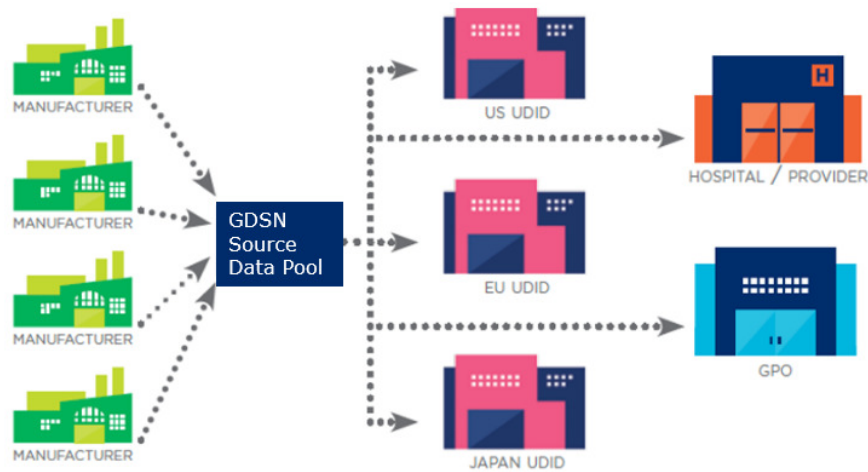 MANUFACTURER
MANUFACTURER
MANUFACTURER
MANUFACTURER
GDSN
Source
Data Pool
US UDID
EU UDID
JAPAN UDID
H
HOSPITAL / PROVIDER
GPO